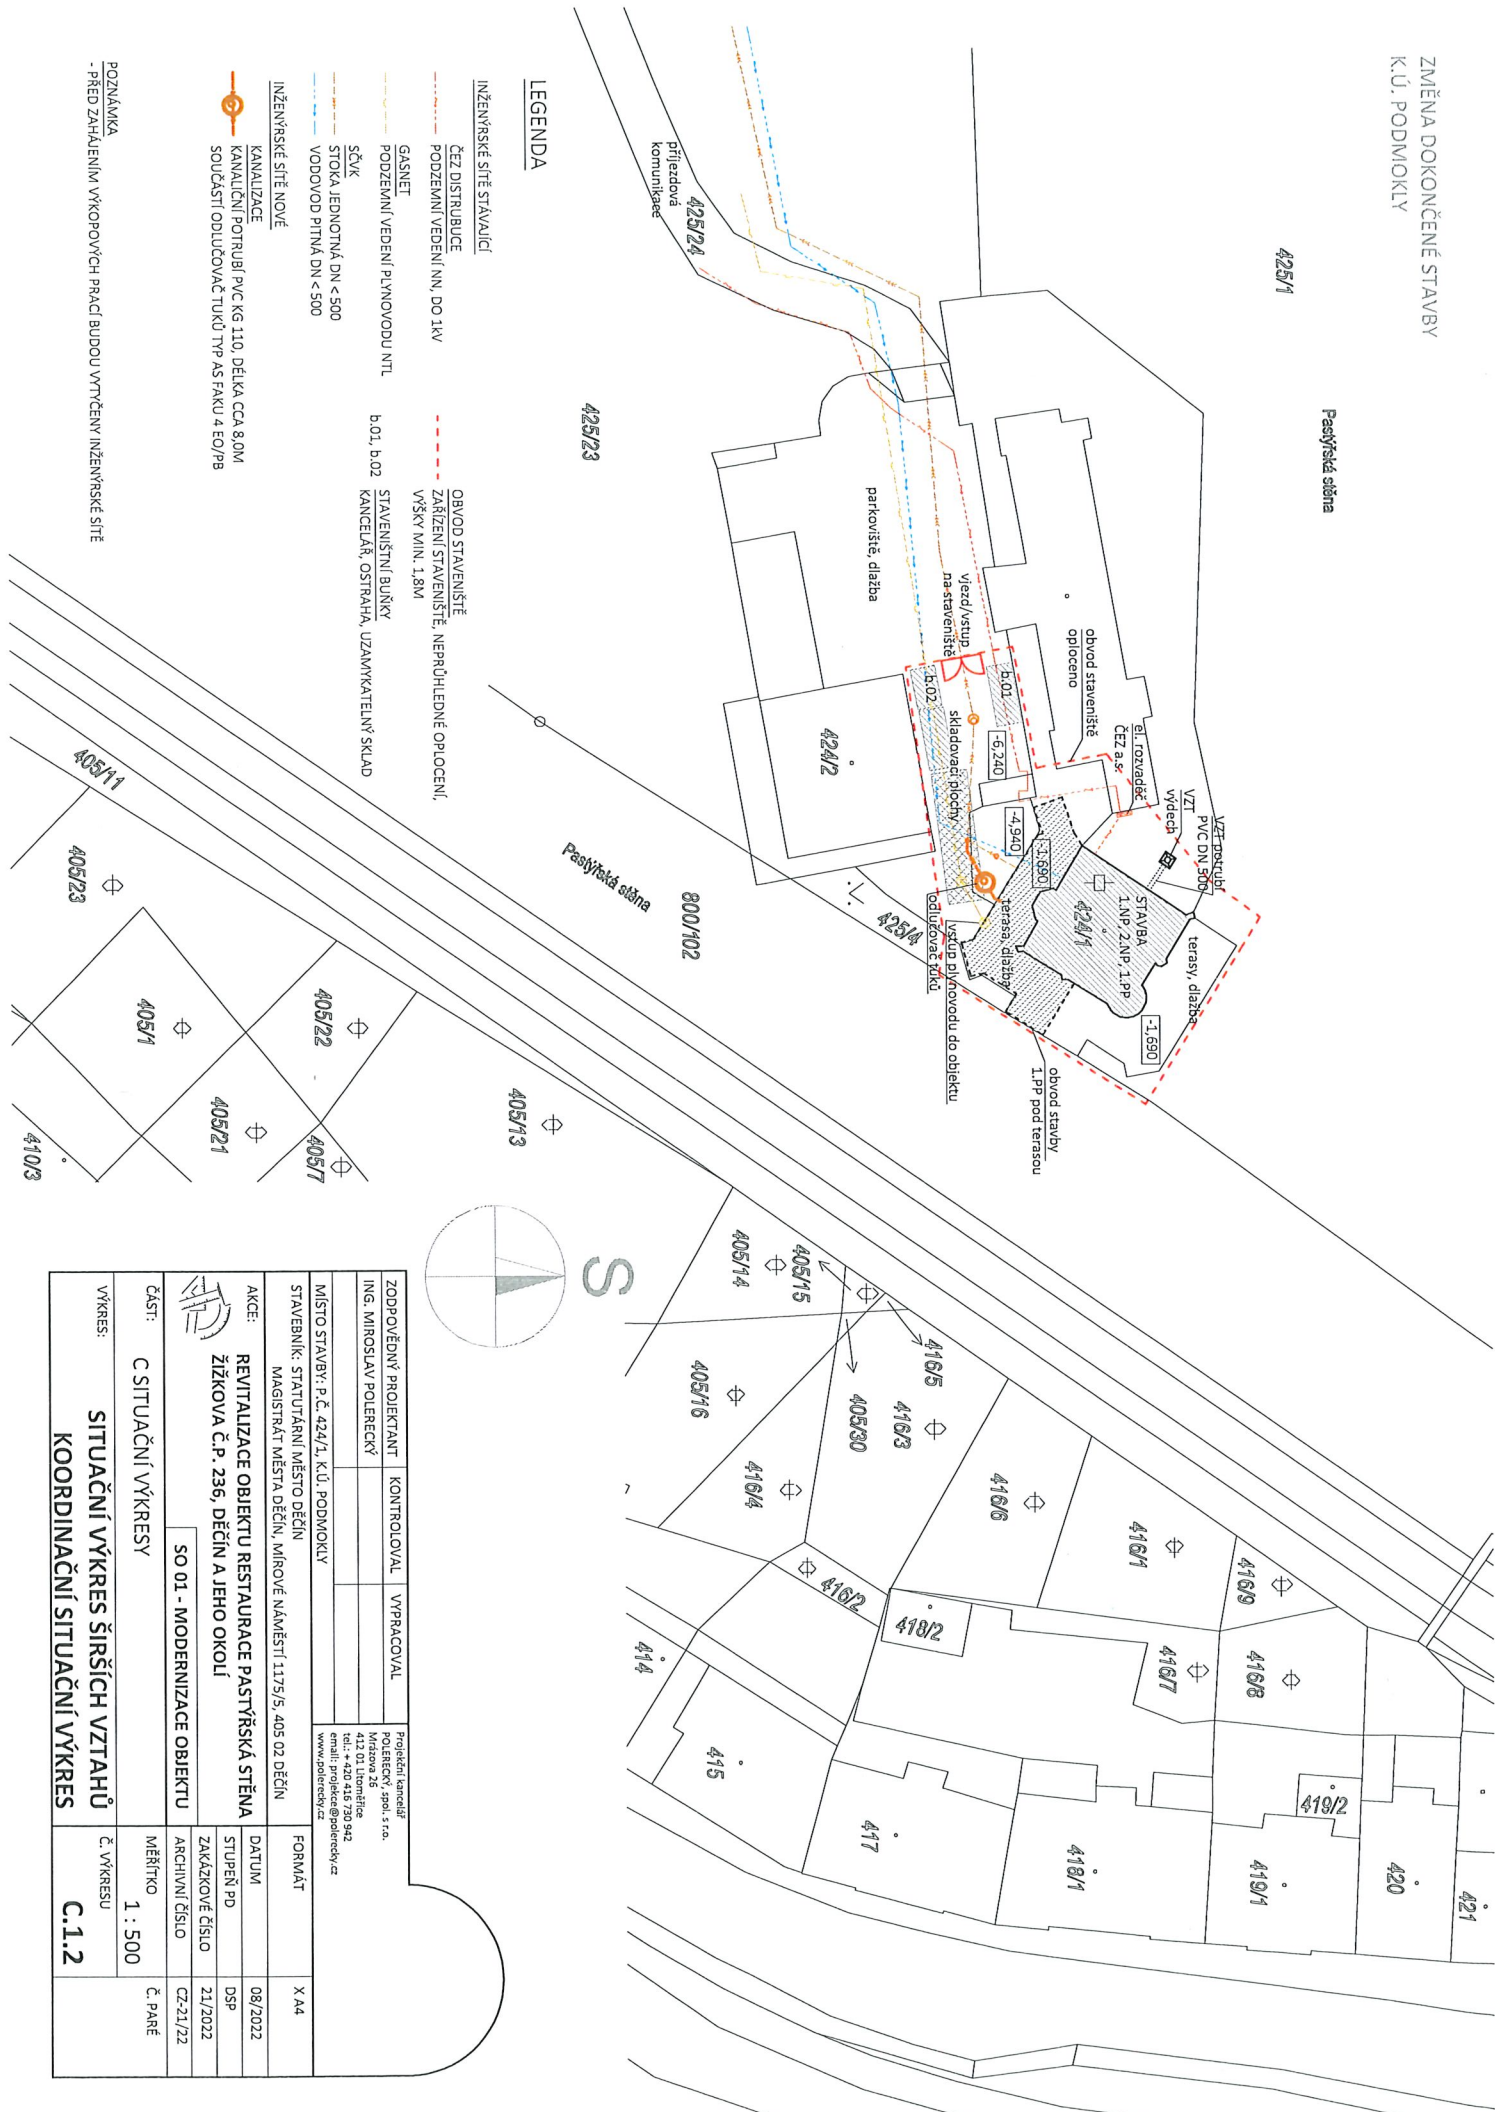 ZMĚNA DOKONČENÉ STAVBY
K.Ú. PODMOKLY
425/1
Pastýřská stěna
příjezdová
komunikace
425/24
425/23
parkoviště, dlažba
vjezd/vstup
na staveniště
obvod staveniště
oploceno
el. rozvaděč
ČEZ a.s.
VZT
výdech
VZT potrubí
PVC DN 500
STAVBA
1.NP, 2.NP, 1.PP
424/1
terasy, dlažba
-1,690
b.01
-6,240
-4,940
-1,690
b.02
skladovací plochy
terasa, dlažba
vstup plynovodu do objektu
odlučovač tuků
obvod stavby
1.PP pod terasou
424/2
425/4
800/102
Pastýřská stěna
LEGENDA
INŽENÝRSKÉ SÍTĚ STÁVAJÍCÍ
ČEZ DISTRUBUCE
PODZEMNÍ VEDENÍ NN, DO 1kV
GASNET
PODZEMNÍ VEDENÍ PLYNOVODU NTL
SČVK
STOKA JEDNOTNÁ DN < 500
VODOVOD PITNÁ DN < 500
INŽENÝRSKÉ SÍTĚ NOVÉ
KANALIZACE
KANALIČNÍ POTRUBÍ PVC KG 110, DÉLKA CCA 8,0M
SOUČÁSTÍ ODLUČOVAČ TUKŮ TYP AS FAKU 4 EO/PB
OBVOD STAVENIŠTĚ
ZAŘÍZENÍ STAVENIŠTĚ, NEPRŮHLEDNÉ OPLOCENÍ,
VÝŠKY MIN. 1,8M
b.01, b.02
STAVENIŠTNÍ BUŇKY
KANCELÁŘ, OSTRAHA, UZAMYKATELNÝ SKLAD
POZNÁMKA
- PŘED ZAHÁJENÍM VÝKOPOVÝCH PRACÍ BUDOU VYTYČENY INŽENÝRSKÉ SÍTĚ
405/11
405/23
405/1
405/22
405/21
405/7
410/3
405/13
405/14
405/15
405/16
416/5
405/30
416/3
416/4
416/6
416/1
416/9
416/2
418/2
416/7
416/8
414
415
417
418/1
419/2
419/1
420
421
S
ZODPOVĚDNÝ PROJEKTANT
KONTROLOVAL
VYPRACOVAL
ING. MIROSLAV POLERECKÝ
Projekční kancelář
POLERECKÝ, spol. s r.o.
Mrázova 26
412 01 Litoměřice
tel.: + 420 416 730 942
email: projekce@polerecky.cz
www.polerecky.cz
MÍSTO STAVBY: P.Č. 424/1, K.Ú. PODMOKLY
STAVEBNÍK: STATUTÁRNÍ MĚSTO DĚČÍN
MAGISTRÁT MĚSTA DĚČÍN, MÍROVÉ NÁMĚSTÍ 1175/5, 405 02 DĚČÍN
FORMÁT
X A4
AKCE:
REVITALIZACE OBJEKTU RESTAURACE PASTÝŘSKÁ STĚNA
ŽIŽKOVA Č.P. 236, DĚČÍN A JEHO OKOLÍ
DATUM
08/2022
STUPEŇ PD
DSP
ZAKÁZKOVÉ ČÍSLO
21/2022
SO 01 - MODERNIZACE OBJEKTU
ARCHIVNÍ ČÍSLO
CZ-21/22
ČÁST:
C SITUAČNÍ VÝKRESY
MĚŘÍTKO
1 : 500
Č. PARÉ
VÝKRES:
SITUAČNÍ VÝKRES ŠIRŠÍCH VZTAHŮ
KOORDINAČNÍ SITUAČNÍ VÝKRES
Č. VÝKRESU
C.1.2